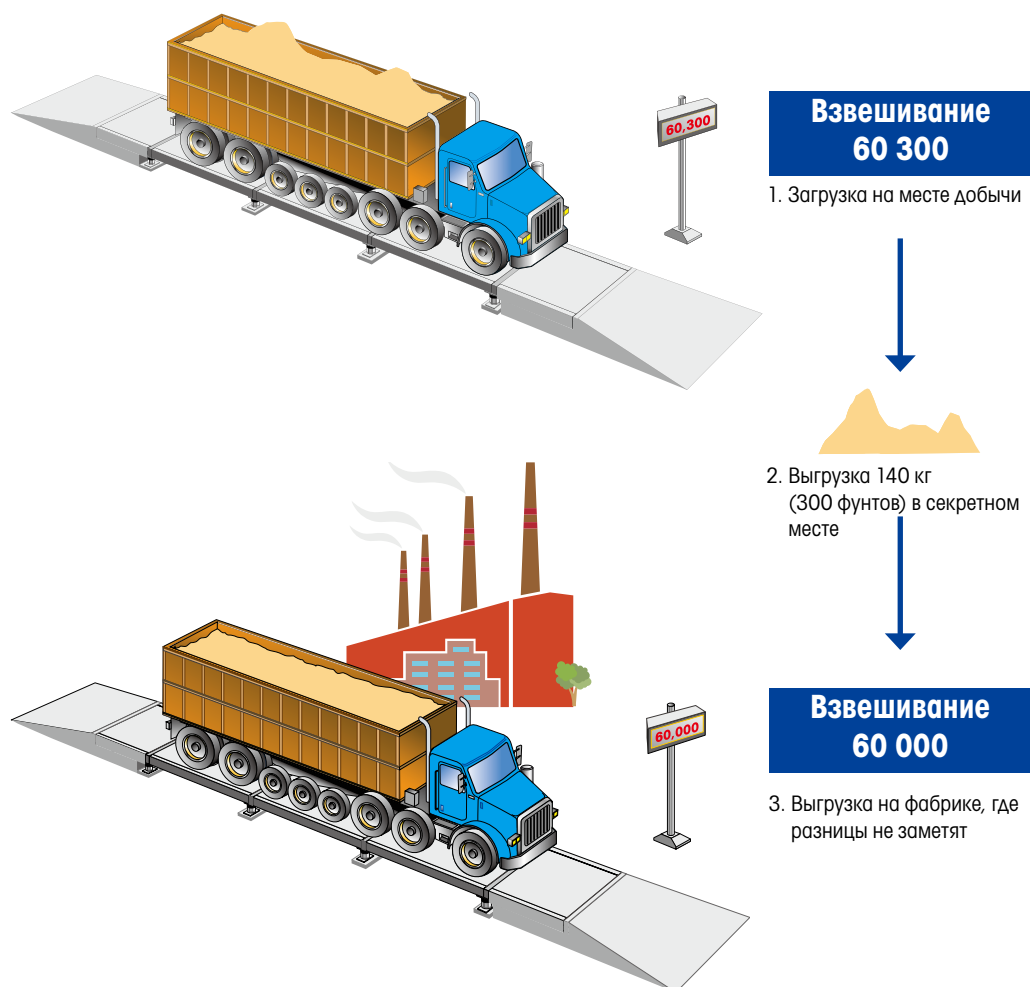 60,300
Взвешивание
60 300
1. Загрузка на месте добычи
2. Выгрузка 140 кг
(300 фунтов) в секретном
месте
60,000
Взвешивание
60 000
3. Выгрузка на фабрике, где
разницы не заметят